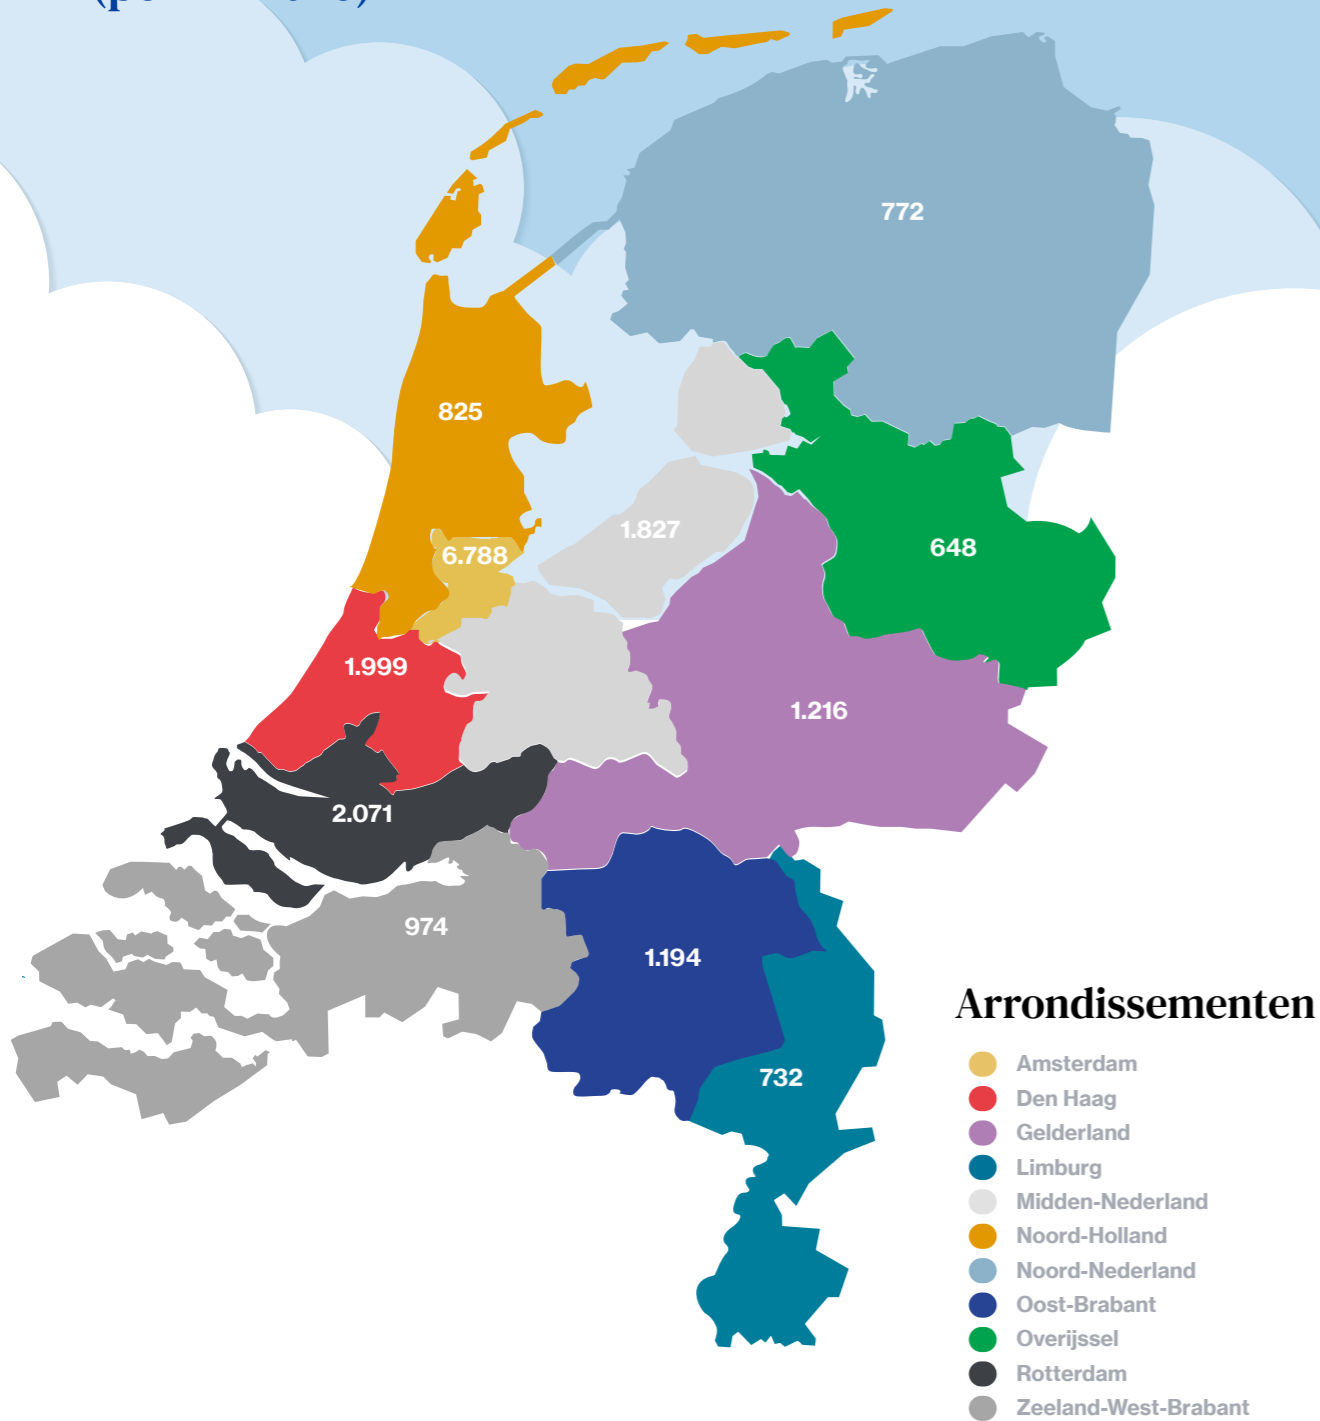 772
825
1.827
6.788
648
1.999
1.216
2.071
974
1.194
732
Arrondissementen
Amsterdam
Den Haag
Gelderland
Limburg
Midden-Nederland
Noord-Holland
Noord-Nederland
Oost-Brabant
Overijssel
Rotterdam
Zeeland-West-Brabant